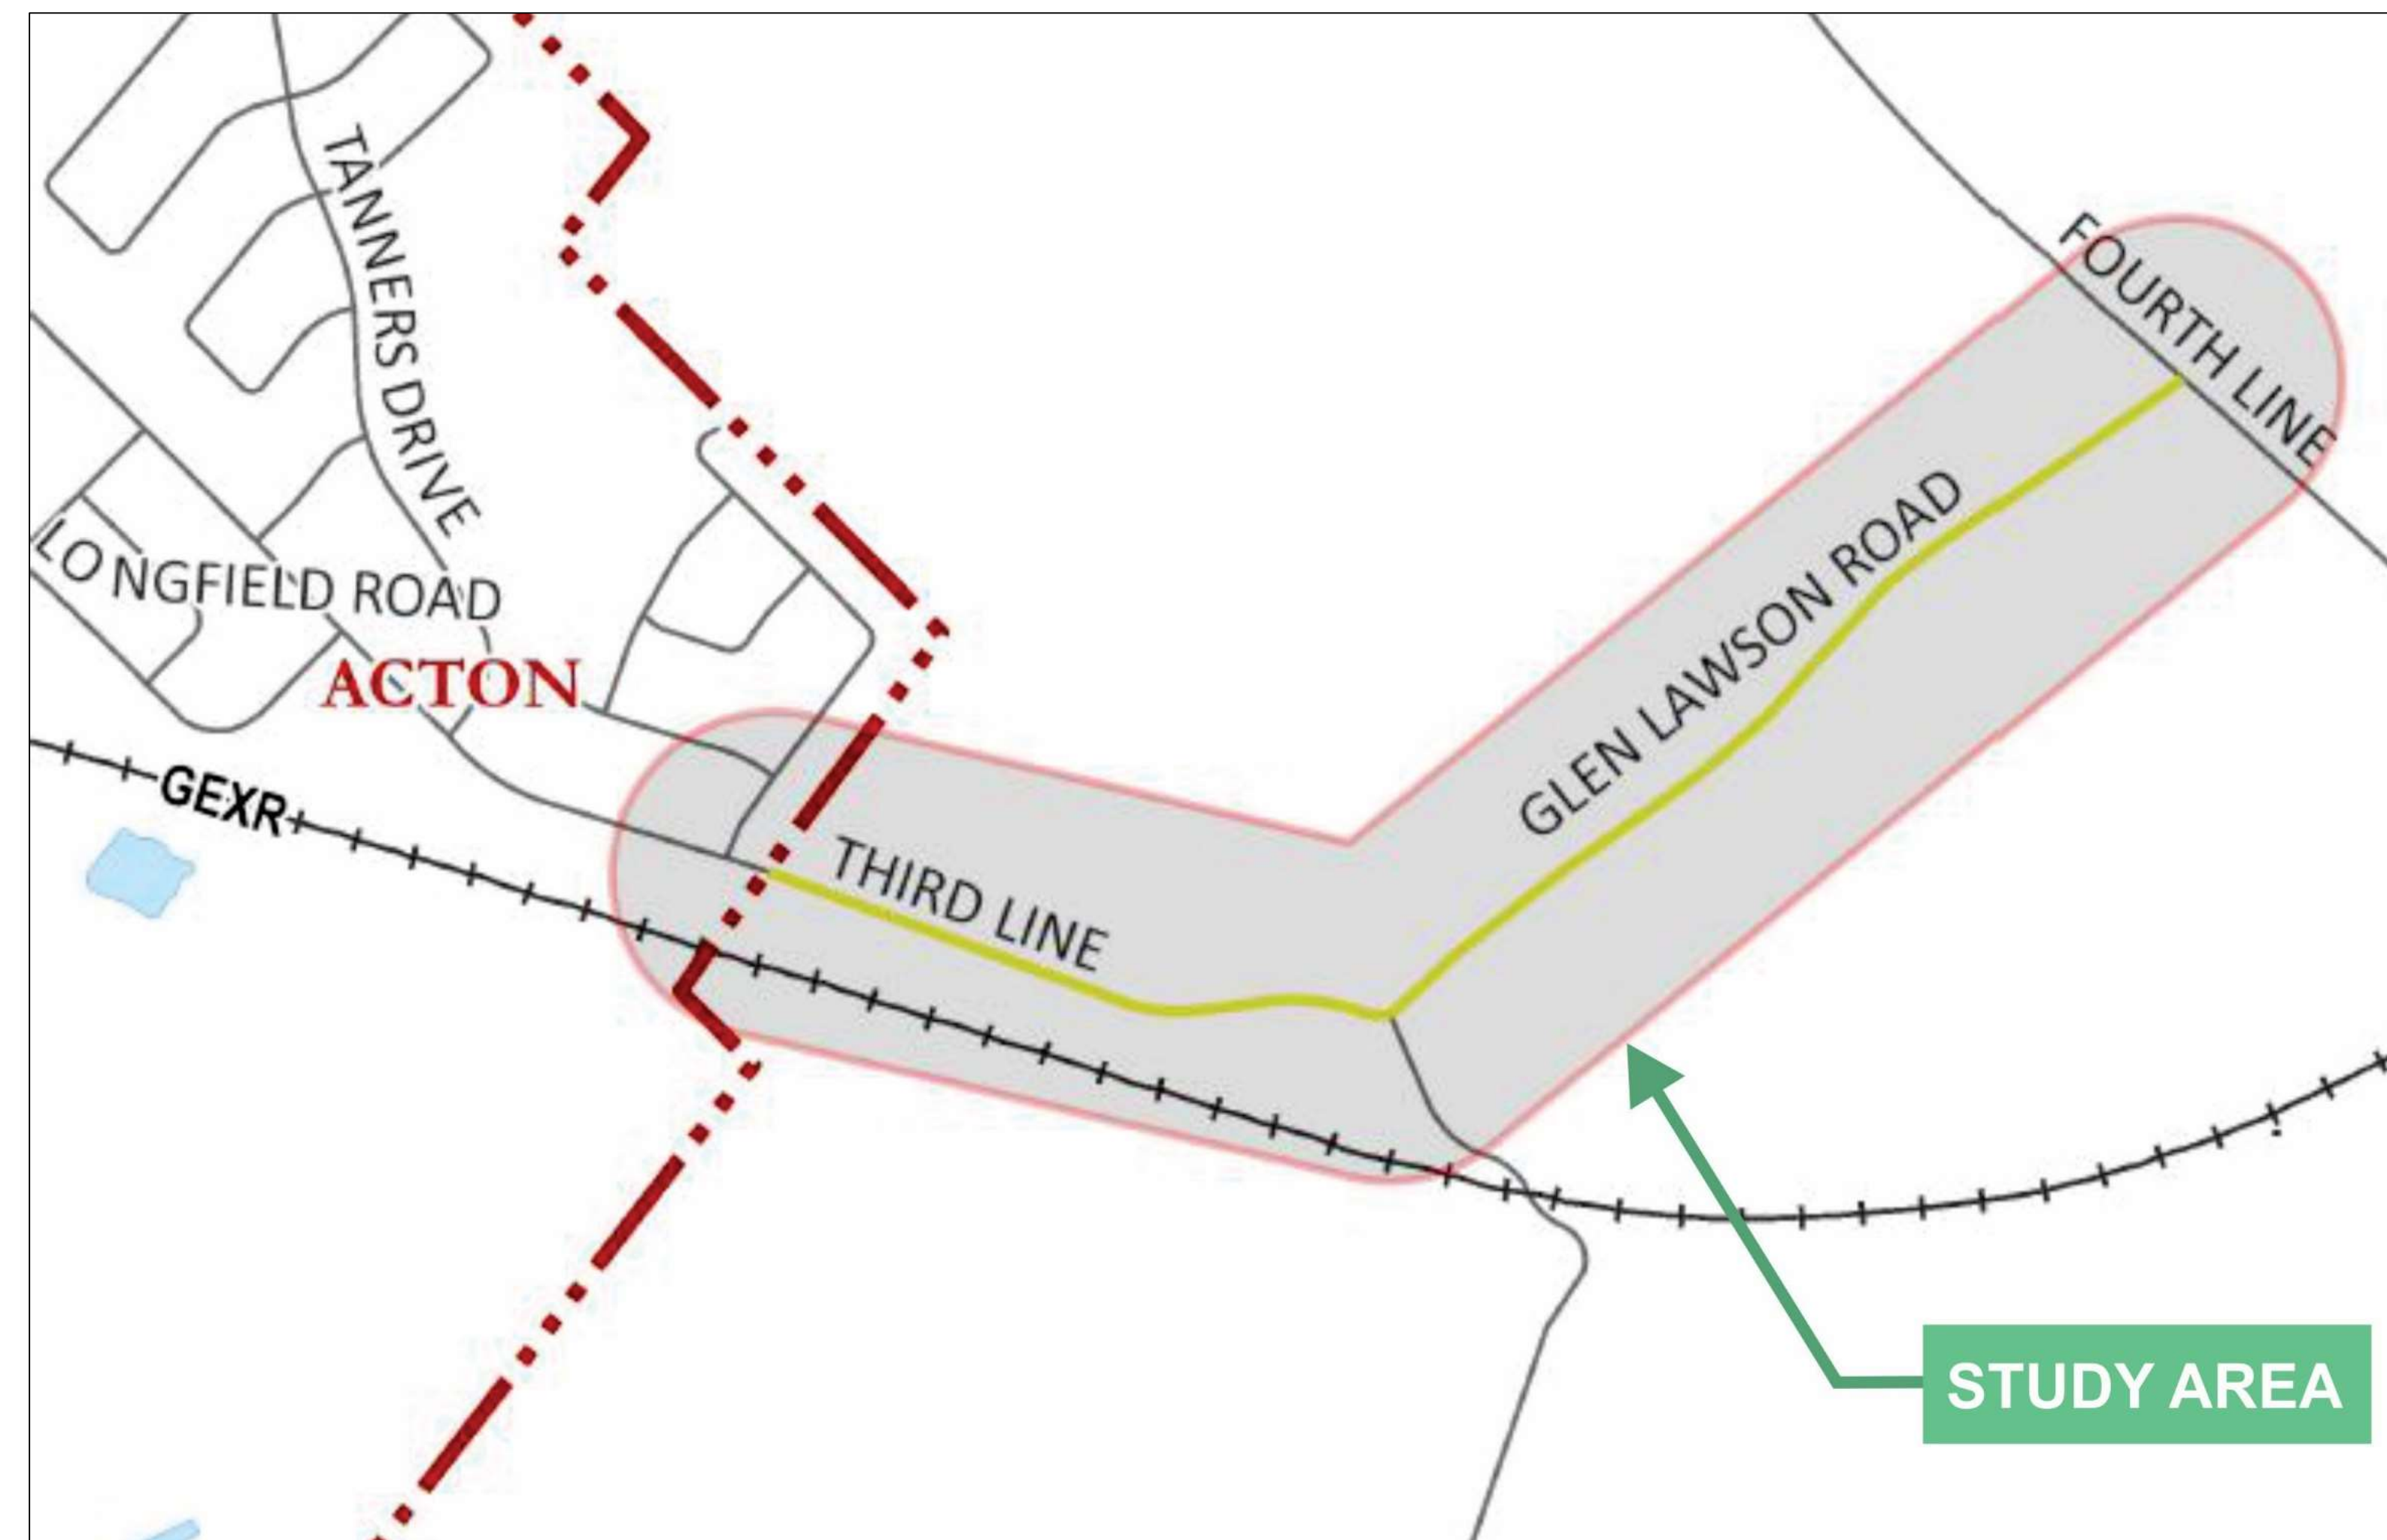 TANNERS DRIVE
FOURTH LINE
LONGFIELD ROAD
GLEN LAWSON ROAD
ACTON
GEXR
THIRD LINE
STUDY AREA